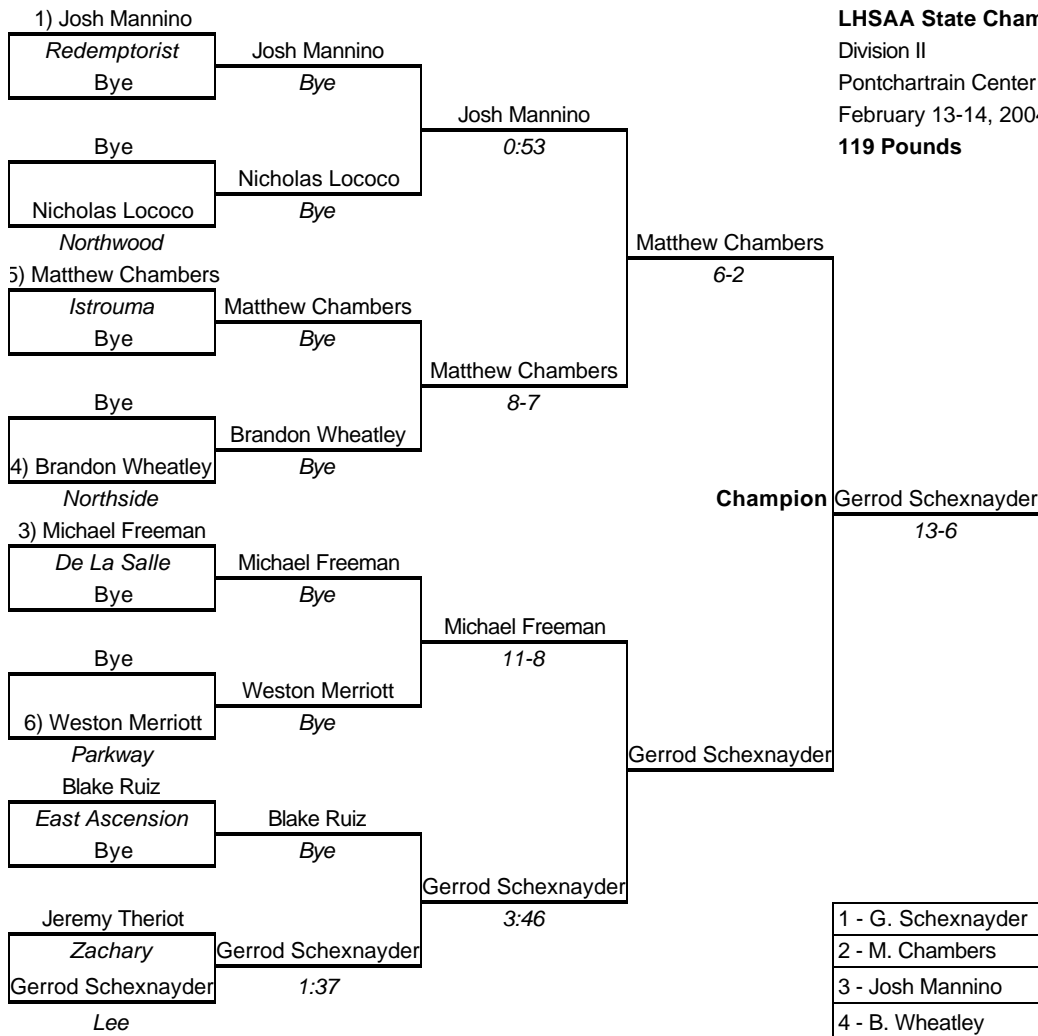 1) Josh Mannino
Redemptorist
Bye
Bye
Nicholas Lococo
Northwood
5) Matthew Chambers
Istrouma
Bye
Bye
4) Brandon Wheatley
Northside
3) Michael Freeman
De La Salle
Bye
Bye
6) Weston Merriott
Parkway
Blake Ruiz
East Ascension
Bye
Jeremy Theriot
Zachary
Gerrod Schexnayder
Lee
Josh Mannino
Bye
Nicholas Lococo
Bye
Matthew Chambers
Bye
Brandon Wheatley
Bye
Michael Freeman
Bye
Weston Merriott
Bye
Blake Ruiz
Bye
Gerrod Schexnayder
1:37
Josh Mannino
0:53
Matthew Chambers
8-7
Michael Freeman
11-8
Gerrod Schexnayder
3:46
Matthew Chambers
6-2
Gerrod Schexnayder
Champion Gerrod Schexnayder
13-6
LHSAA State Cham
Division II
Pontchartrain Center
February 13-14, 2004
119 Pounds
1 - G. Schexnayder
2 - M. Chambers
3 - Josh Mannino
4 - B. Wheatley